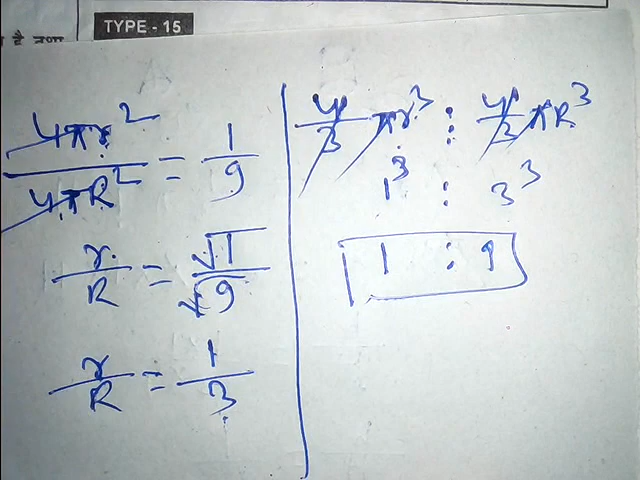 है तथा
TYPE - 15
4πr² / 4πR² = 1/9
r/R = √1/√9
r/R = 1/3
4/3 πr³ : 4/3 πR³
1³ : 3³
1 : 9